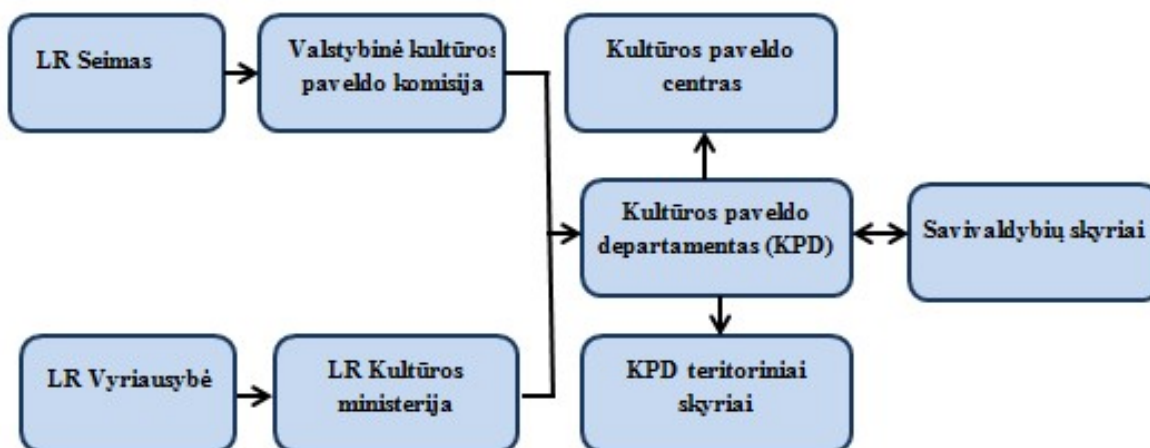 LR Seimas
Valstybinė kultūros
paveldo komisija
Kultūros paveldo
centras
Kultūros paveldo
departamentas (KPD)
Savivaldybių skyriai
LR Vyriausybė
LR Kultūros
ministerija
KPD teritoriniai
skyriai